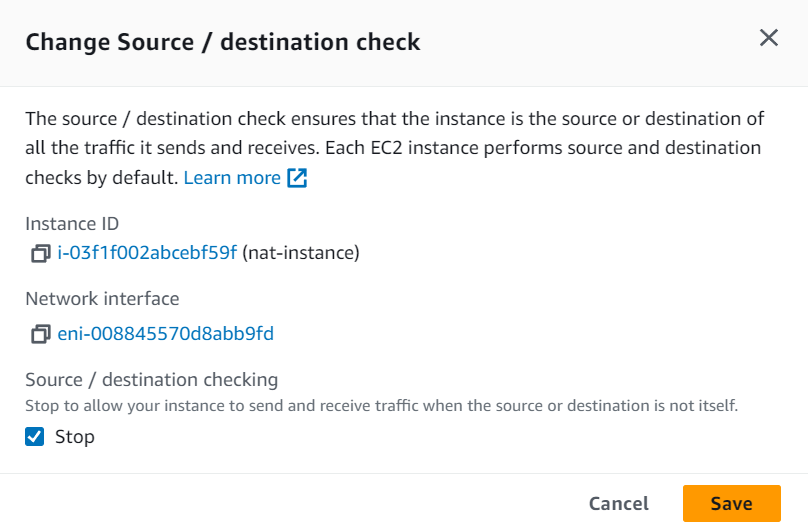 Change Source / destination check
The source / destination check ensures that the instance is the source or destination of
all the traffic it sends and receives. Each EC2 instance performs source and destination
checks by default. Learn more
Instance ID
i-03f1f002abcebf59f (nat-instance)
Network interface
eni-008845570d8abb9fd
Source / destination checking
Stop to allow your instance to send and receive traffic when the source or destination is not itself.
Stop
Cancel Save